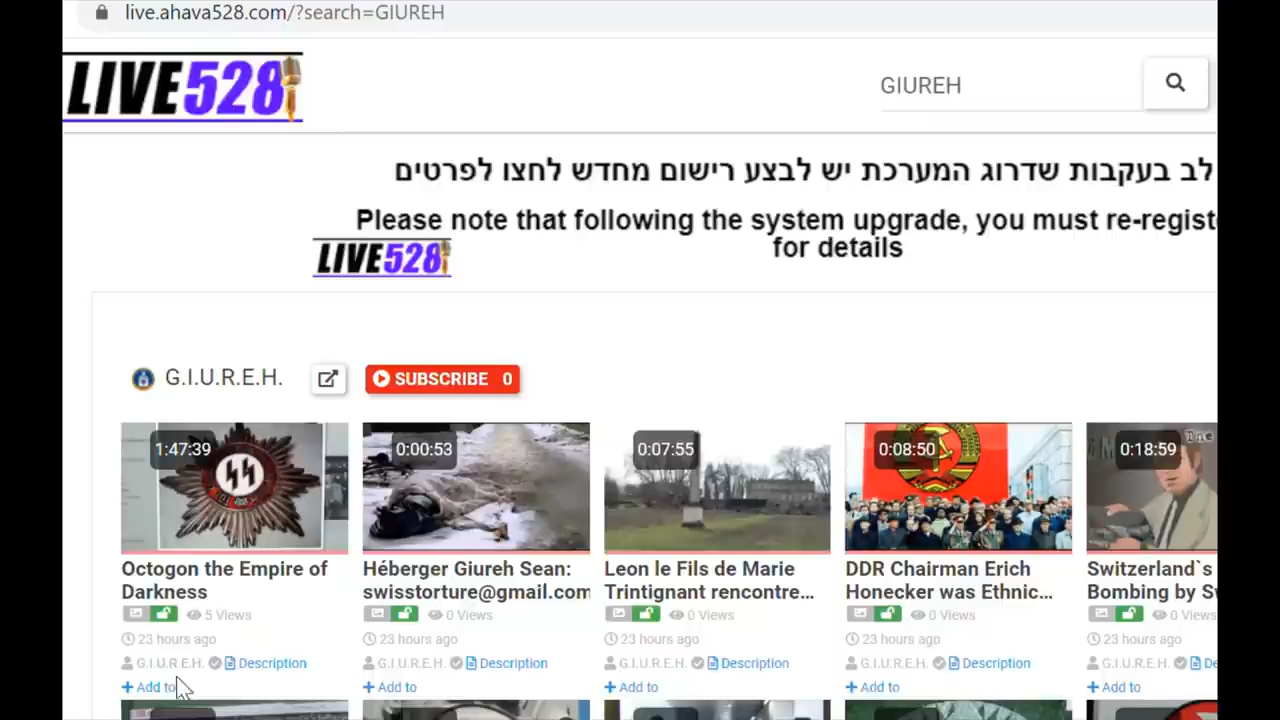 live.ahava528.com/?search=GIUREH
LIVE528
GIUREH
לב בעקבות שדרוג המערכת יש לבצע רישום מחדש לחצו לפרטים
Please note that following the system upgrade, you must re-regist
for details
LIVE528
G.I.U.R.E.H.
SUBSCRIBE 0
1:47:39 0:00:53 0:07:55 0:08:50 0:18:59
Octogon the Empire of Darkness
5 Views
23 hours ago
G.I.U.R.E.H. Description
Add to
Héberger Giureh Sean: swisstorture@gmail.com
0 Views
23 hours ago
G.I.U.R.E.H. Description
Add to
Leon le Fils de Marie Trintignant rencontre...
0 Views
23 hours ago
G.I.U.R.E.H. Description
Add to
DDR Chairman Erich Honecker was Ethnic...
0 Views
23 hours ago
G.I.U.R.E.H. Description
Add to
Switzerland`s Bombing by Sw
0 Views
23 hours ago
G.I.U.R.E.H. De
Add to